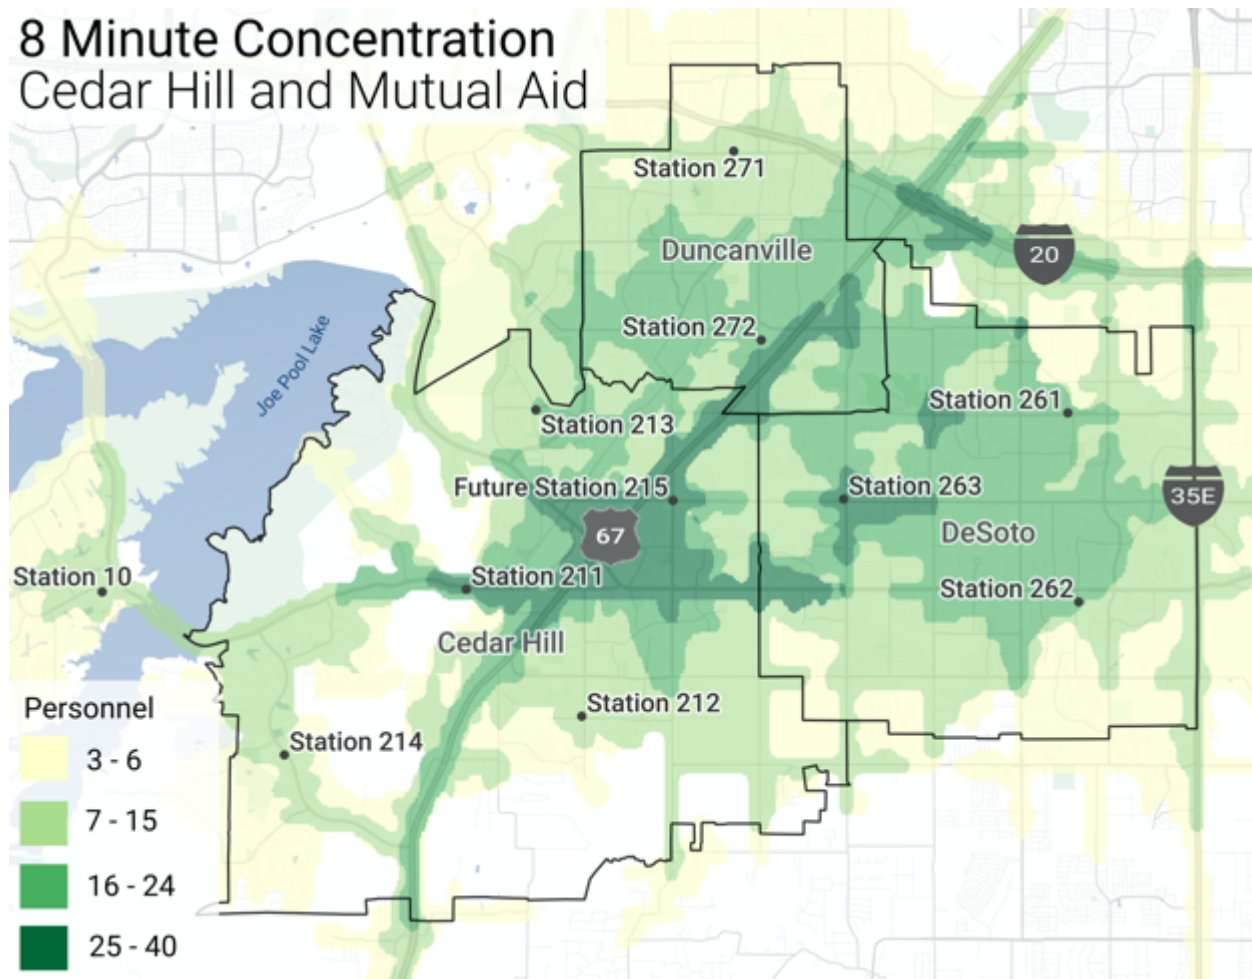 8 Minute Concentration
Cedar Hill and Mutual Aid
Station 271
Duncanville
20
Station 272
Joe Pool Lake
Station 261
Station 213
Future Station 215
Station 263
35E
67
DeSoto
Station 10
Station 211
Station 262
Cedar Hill
Station 212
Station 214
Personnel
3 - 6
7 - 15
16 - 24
25 - 40